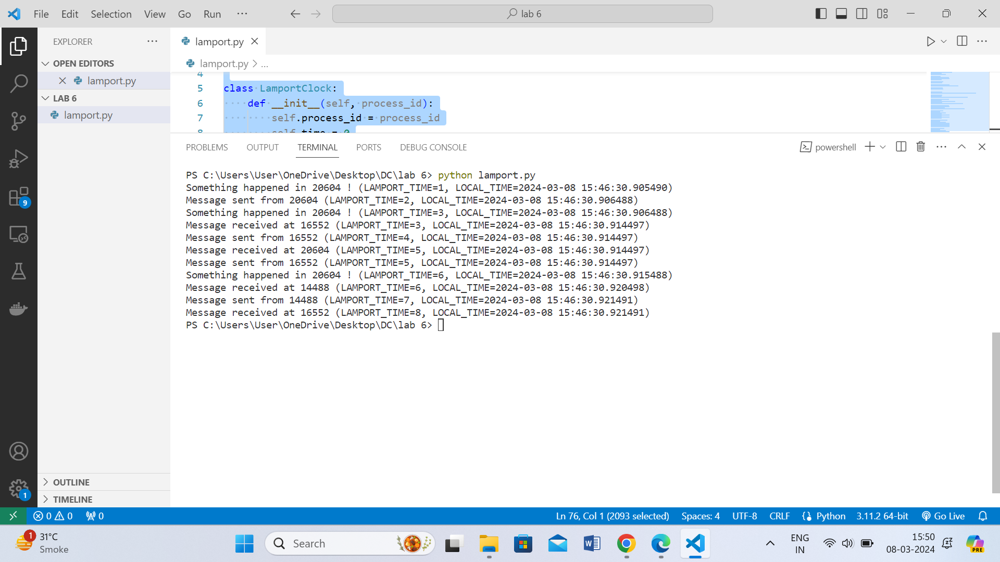 File Edit Selection View Go Run ···
lab 6
EXPLORER
OPEN EDITORS
lamport.py
LAB 6
lamport.py
OUTLINE
TIMELINE
9
1
lamport.py
lamport.py > ...
4
5 class LamportClock:
6 def __init__(self, process_id):
7 self.process_id = process_id
8 self.time = 0
PROBLEMS OUTPUT TERMINAL PORTS DEBUG CONSOLE
powershell
PS C:\Users\User\OneDrive\Desktop\DC\lab 6> python lamport.py
Something happened in 20604 ! (LAMPORT_TIME=1, LOCAL_TIME=2024-03-08 15:46:30.905490)
Message sent from 20604 (LAMPORT_TIME=2, LOCAL_TIME=2024-03-08 15:46:30.906488)
Something happened in 20604 ! (LAMPORT_TIME=3, LOCAL_TIME=2024-03-08 15:46:30.906488)
Message received at 16552 (LAMPORT_TIME=3, LOCAL_TIME=2024-03-08 15:46:30.914497)
Message sent from 16552 (LAMPORT_TIME=4, LOCAL_TIME=2024-03-08 15:46:30.914497)
Message received at 20604 (LAMPORT_TIME=5, LOCAL_TIME=2024-03-08 15:46:30.914497)
Message sent from 16552 (LAMPORT_TIME=5, LOCAL_TIME=2024-03-08 15:46:30.914497)
Something happened in 20604 ! (LAMPORT_TIME=6, LOCAL_TIME=2024-03-08 15:46:30.915488)
Message received at 14488 (LAMPORT_TIME=6, LOCAL_TIME=2024-03-08 15:46:30.920498)
Message sent from 14488 (LAMPORT_TIME=7, LOCAL_TIME=2024-03-08 15:46:30.921491)
Message received at 16552 (LAMPORT_TIME=8, LOCAL_TIME=2024-03-08 15:46:30.921491)
PS C:\Users\User\OneDrive\Desktop\DC\lab 6>
0 0 0
Ln 76, Col 1 (2093 selected) Spaces: 4 UTF-8 CRLF Python 3.11.2 64-bit Go Live
1
31°C
Smoke
Search
W
ENG
IN
15:50
08-03-2024
PRE